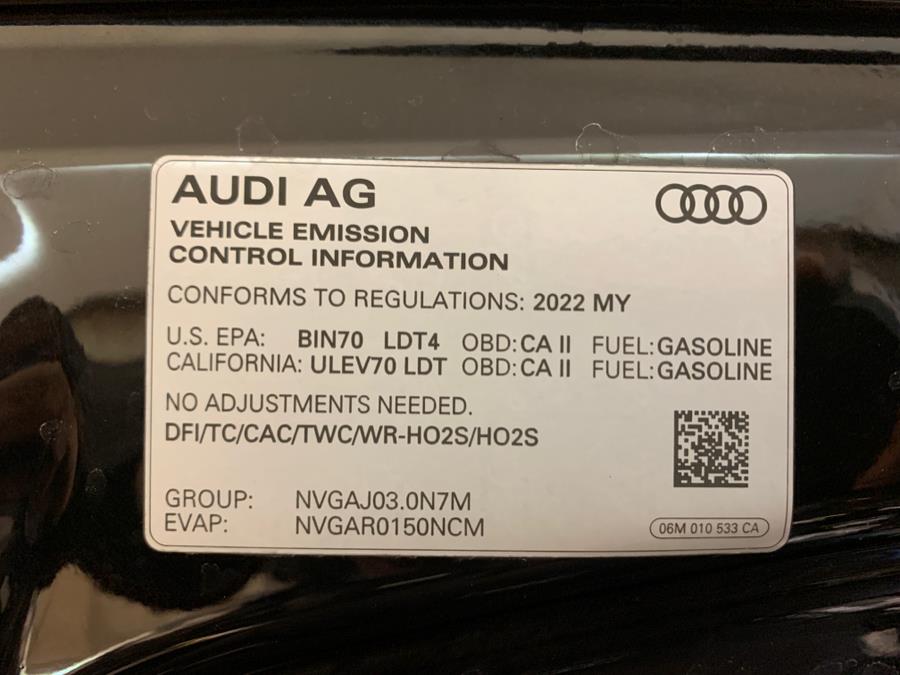 AUDI AG
VEHICLE EMISSION
CONTROL INFORMATION
CONFORMS TO REGULATIONS: 2022 MY
U.S. EPA: BIN70 LDT4 OBD: CA II FUEL: GASOLINE
CALIFORNIA: ULEV70 LDT OBD: CA II FUEL: GASOLINE
NO ADJUSTMENTS NEEDED.
DFI/TC/CAC/TWC/WR-HO2S/HO2S
GROUP: NVGAJ03.0N7M
EVAP: NVGAR0150NCM
06M 010 533 CA